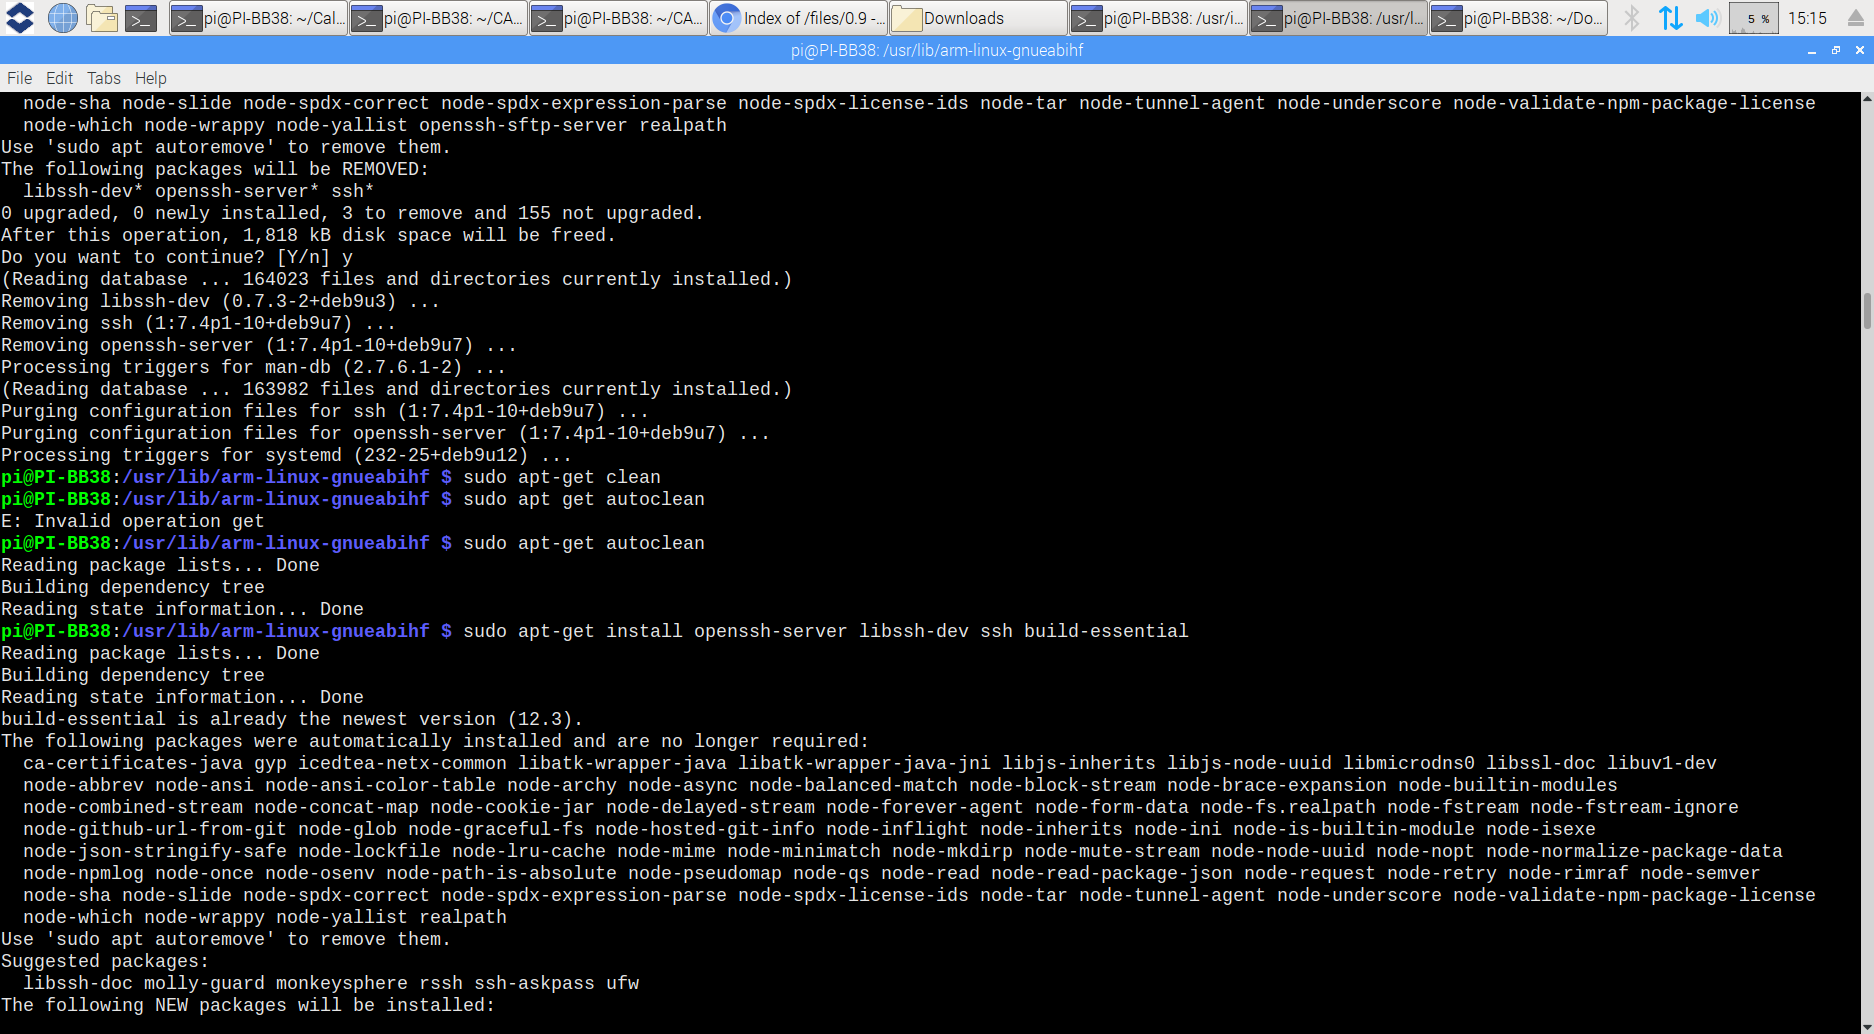 pi@PI-BB38: ~/Cal... pi@PI-BB38: ~/CA... pi@PI-BB38: ~/CA... Index of /files/0.9 -... Downloads pi@PI-BB38: /usr/i... pi@PI-BB38: /usr/l... pi@PI-BB38: ~/Do... 5 % 15:15
pi@PI-BB38: /usr/lib/arm-linux-gnueabihf
File Edit Tabs Help
node-sha node-slide node-spdx-correct node-spdx-expression-parse node-spdx-license-ids node-tar node-tunnel-agent node-underscore node-validate-npm-package-license
node-which node-wrappy node-yallist openssh-sftp-server realpath
Use 'sudo apt autoremove' to remove them.
The following packages will be REMOVED:
libssh-dev* openssh-server* ssh*
0 upgraded, 0 newly installed, 3 to remove and 155 not upgraded.
After this operation, 1,818 kB disk space will be freed.
Do you want to continue? [Y/n] y
(Reading database ... 164023 files and directories currently installed.)
Removing libssh-dev (0.7.3-2+deb9u3) ...
Removing ssh (1:7.4p1-10+deb9u7) ...
Removing openssh-server (1:7.4p1-10+deb9u7) ...
Processing triggers for man-db (2.7.6.1-2) ...
(Reading database ... 163982 files and directories currently installed.)
Purging configuration files for ssh (1:7.4p1-10+deb9u7) ...
Purging configuration files for openssh-server (1:7.4p1-10+deb9u7) ...
Processing triggers for systemd (232-25+deb9u12) ...
pi@PI-BB38:/usr/lib/arm-linux-gnueabihf $ sudo apt-get clean
pi@PI-BB38:/usr/lib/arm-linux-gnueabihf $ sudo apt get autoclean
E: Invalid operation get
pi@PI-BB38:/usr/lib/arm-linux-gnueabihf $ sudo apt-get autoclean
Reading package lists... Done
Building dependency tree
Reading state information... Done
pi@PI-BB38:/usr/lib/arm-linux-gnueabihf $ sudo apt-get install openssh-server libssh-dev ssh build-essential
Reading package lists... Done
Building dependency tree
Reading state information... Done
build-essential is already the newest version (12.3).
The following packages were automatically installed and are no longer required:
ca-certificates-java gyp icedtea-netx-common libatk-wrapper-java libatk-wrapper-java-jni libjs-inherits libjs-node-uuid libmicrodns0 libssl-doc libuv1-dev
node-abbrev node-ansi node-ansi-color-table node-archy node-async node-balanced-match node-block-stream node-brace-expansion node-builtin-modules
node-combined-stream node-concat-map node-cookie-jar node-delayed-stream node-forever-agent node-form-data node-fs.realpath node-fstream node-fstream-ignore
node-github-url-from-git node-glob node-graceful-fs node-hosted-git-info node-inflight node-inherits node-ini node-is-builtin-module node-isexe
node-json-stringify-safe node-lockfile node-lru-cache node-mime node-minimatch node-mkdirp node-mute-stream node-node-uuid node-nopt node-normalize-package-data
node-npmlog node-once node-osenv node-path-is-absolute node-pseudomap node-qs node-read node-read-package-json node-request node-retry node-rimraf node-semver
node-sha node-slide node-spdx-correct node-spdx-expression-parse node-spdx-license-ids node-tar node-tunnel-agent node-underscore node-validate-npm-package-license
node-which node-wrappy node-yallist realpath
Use 'sudo apt autoremove' to remove them.
Suggested packages:
libssh-doc molly-guard monkeysphere rssh ssh-askpass ufw
The following NEW packages will be installed: